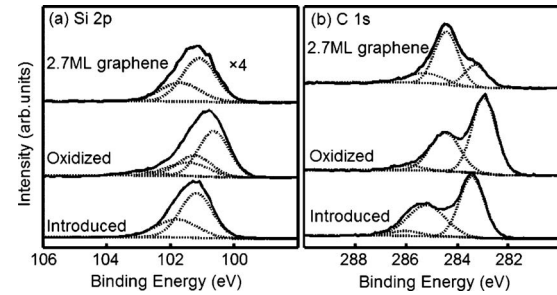 (a) Si 2p
2.7ML graphene
×4
Oxidized
Introduced
Intensity (arb.units)
106 104 102 100
Binding Energy (eV)
(b) C 1s
2.7ML graphene
Oxidized
Introduced
288 286 284 282
Binding Energy (eV)